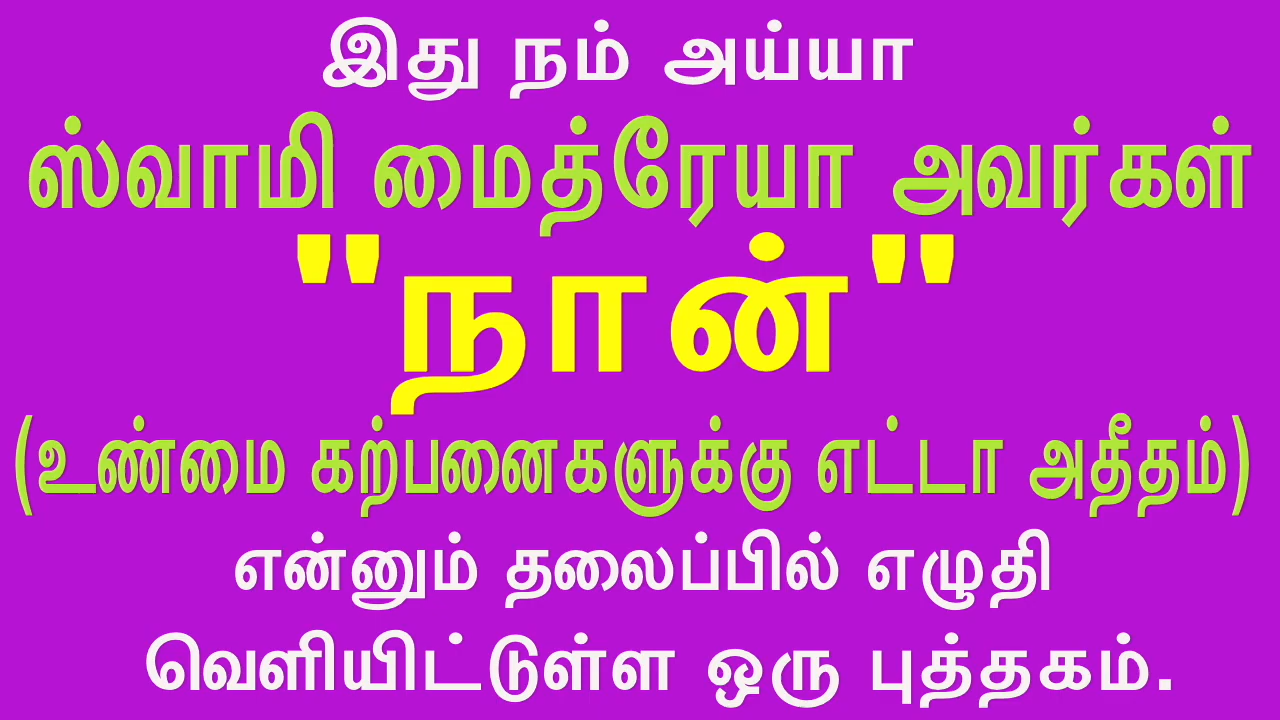 இது நம் அய்யா
ஸ்வாமி மைத்ரேயா அவர்கள்
"நான்"
(உண்மை கற்பனைகளுக்கு எட்டா அதீதம்)
என்னும் தலைப்பில் எழுதி
வெளியிட்டுள்ள ஒரு புத்தகம்.